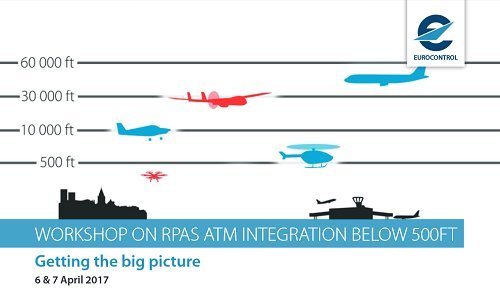 EUROCONTROL
60 000 ft
30 000 ft
10 000 ft
500 ft
WORKSHOP ON RPAS ATM INTEGRATION BELOW 500FT
Getting the big picture
6 & 7 April 2017